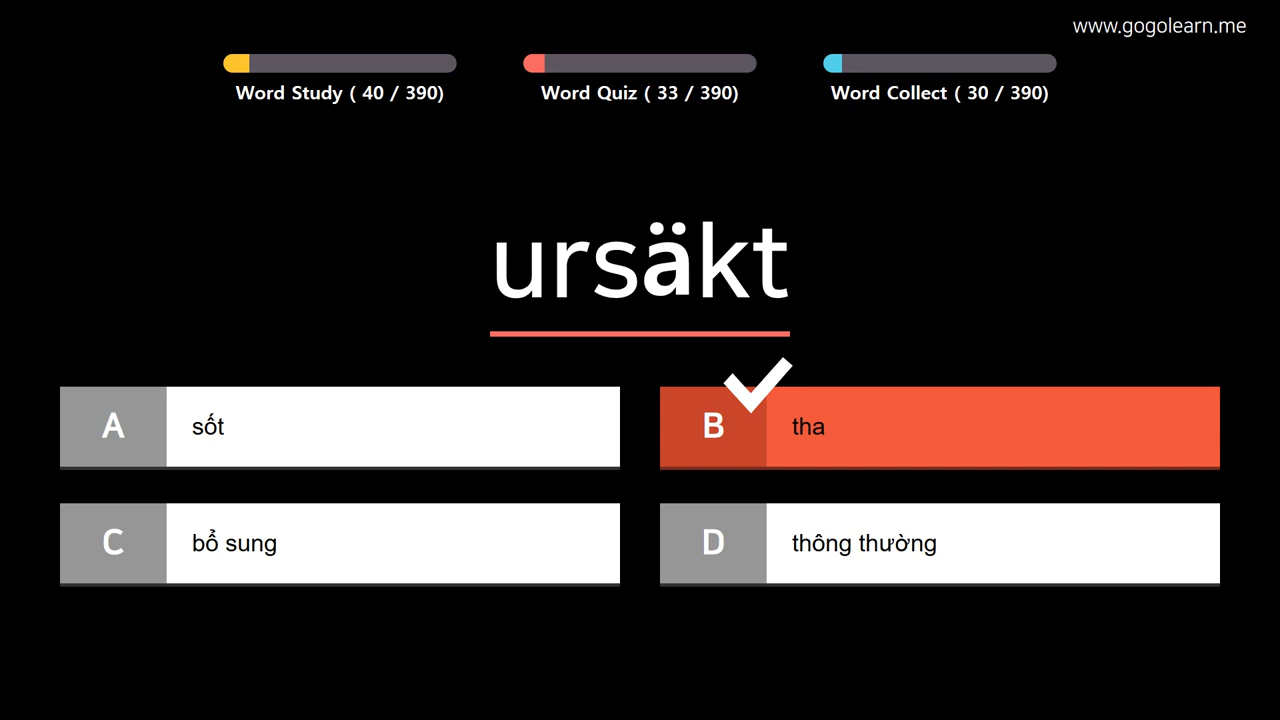 www.gogolearn.me
Word Study ( 40 / 390)
Word Quiz ( 33 / 390)
Word Collect ( 30 / 390)
ursäkt
A
sốt
B
tha
C
bổ sung
D
thông thường